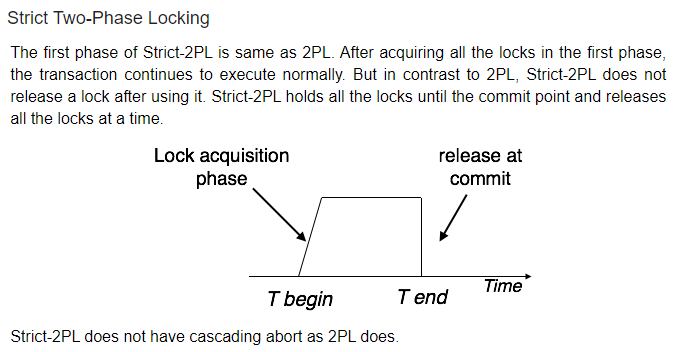 Strict Two-Phase Locking
The first phase of Strict-2PL is same as 2PL. After acquiring all the locks in the first phase,
the transaction continues to execute normally. But in contrast to 2PL, Strict-2PL does not
release a lock after using it. Strict-2PL holds all the locks until the commit point and releases
all the locks at a time.
Lock acquisition
phase
release at
commit
T begin
T end
Time
Strict-2PL does not have cascading abort as 2PL does.